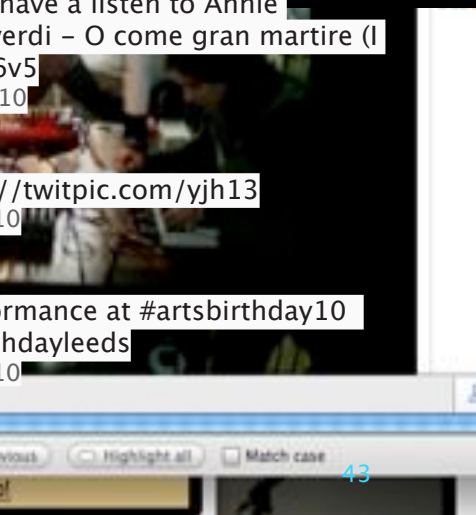 have a listen to Annie
verdi – O come gran martire (I
6v5
10
//twitpic.com/yjh13
10
ormance at #artsbirthday10
hdayleeds
10
vious Highlight all Match case
43